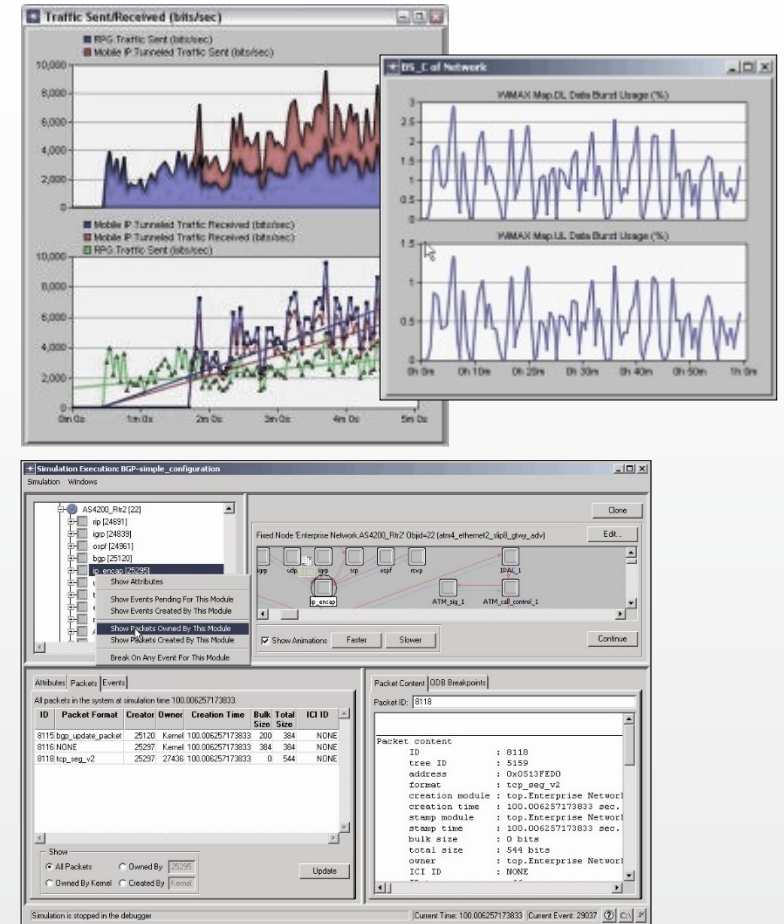 Traffic Sent/Received (bits/sec)
RPG.Traffic Sent (bits/sec)
Mobile IP.Tunneled Traffic Sent (bits/sec)
10,000
8,000
6,000
4,000
2,000
0
Mobile IP.Tunneled Traffic Received (bits/sec)
Mobile IP.Tunneled Traffic Received (bits/sec)
RPG.Traffic Sent (bits/sec)
10,000
8,000
6,000
4,000
2,000
0
0m 0s 1m 0s 2m 0s 3m 0s 4m 0s 5m 0s
BS_C of Network
WiMAX Map.DL Data Burst Usage (%)
3
2.5
2
1.5
1
0.5
0
WiMAX Map.UL Data Burst Usage (%)
1.5
1
0.5
0
0h 0m 0h 10m 0h 20m 0h 30m 0h 40m 0h 50m 1h 0m
Simulation Execution: BGP-simple_configuration
Simulation Windows
AS4200_Rtr2 [22]
rip [24691]
igrp [24839]
ospf [24961]
bgp [25120]
ip_encap [25295]
Show Attributes
Show Events Pending For This Module
Show Events Created By This Module
Show Packets Owned By This Module
Show Packets Created By This Module
Break On Any Event For This Module
Clone
Fixed Node 'Enterprise Network.AS4200_Rtr2' Objid=22 (atm4_ethernet2_slip8_gtwy_adv)
Edit...
udp igrp tcp ospf rsvp IPAL_1
ip_encap ATM_sig_1 ATM_call_control_1
Show Animations Faster Slower Continue
Attributes Packets Events
All packets in the system at simulation time 100.006257173833
ID Packet Format Creator Owner Creation Time Bulk Size Total Size ICI ID
8115 bgp_update_packet 25120 Kernel 100.006257173833 200 384 NONE
8116 NONE 25297 Kernel 100.006257173833 384 384 NONE
8118 tcp_seg_v2 25297 27436 100.006257173833 0 544 NONE
Show
All Packets Owned By 25295
Owned By Kernel Created By Kernel
Update
Packet Content ODB Breakpoints
Packet ID: 8118
Packet content
ID : 8118
tree ID : 5159
address : 0x0513FED0
format : tcp_seg_v2
creation module : top.Enterprise Networ
creation time : 100.006257173833 sec.
stamp module : top.Enterprise Networ
stamp time : 100.006257173833 sec.
bulk size : 0 bits
total size : 544 bits
owner : top.Enterprise Networ
ICI ID : NONE
Simulation is stopped in the debugger
Current Time: 100.006257173833 Current Event: 29037